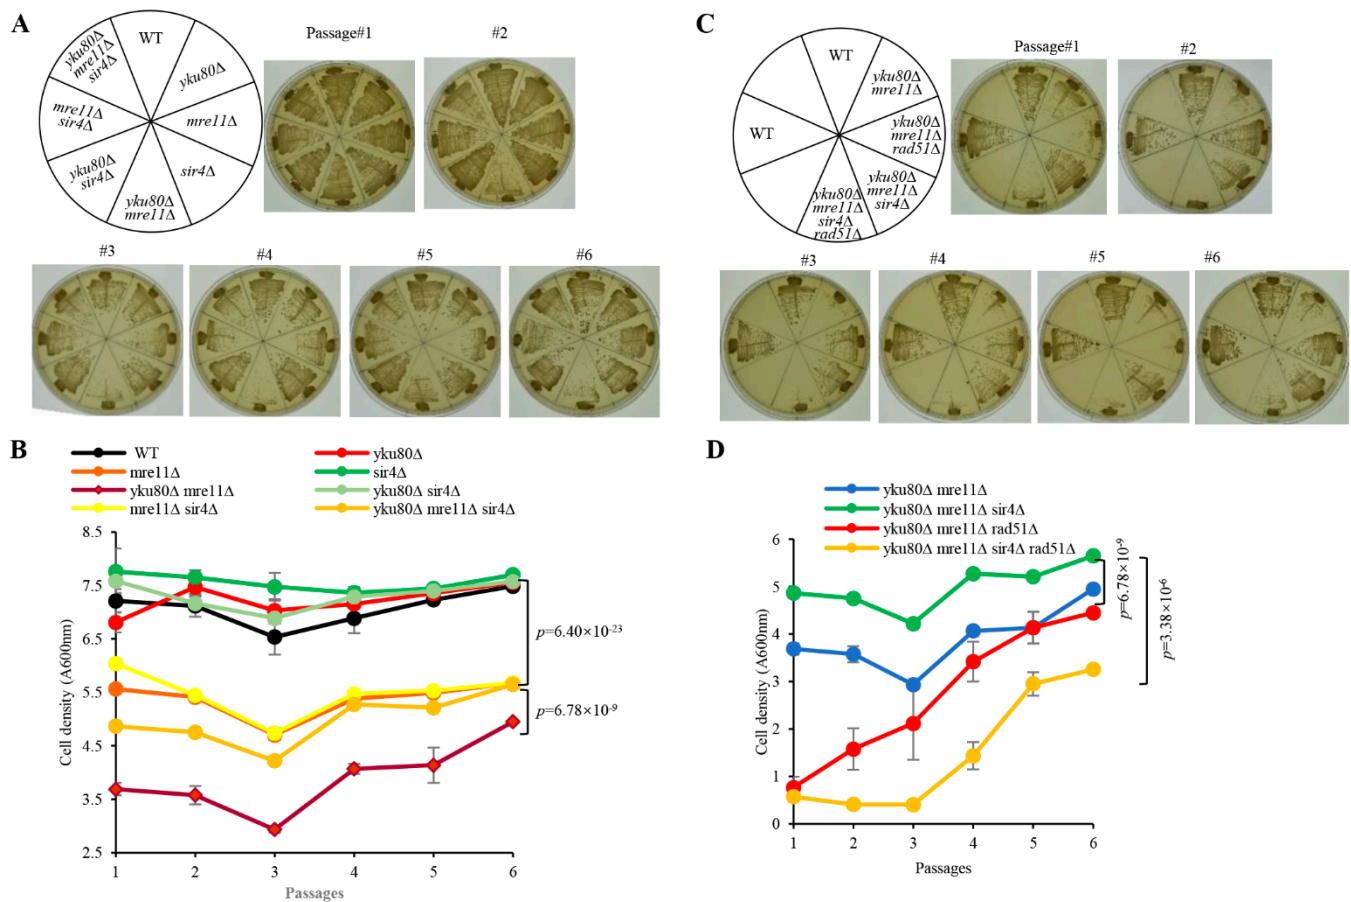 A
WT
yku80Δ
mre11Δ
sir4Δ
yku80Δ
mre11Δ
yku80Δ
sir4Δ
mre11Δ
sir4Δ
yku80Δ
mre11Δ
sir4Δ
Passage#1
#2
#3
#4
#5
#6
C
WT
yku80Δ
mre11Δ
yku80Δ
mre11Δ
rad51Δ
yku80Δ
mre11Δ
sir4Δ
yku80Δ
mre11Δ
sir4Δ
rad51Δ
WT
Passage#1
#2
#3
#4
#5
#6
B
WT
yku80Δ
mre11Δ
sir4Δ
yku80Δ mre11Δ
yku80Δ sir4Δ
mre11Δ sir4Δ
yku80Δ mre11Δ sir4Δ
8.5
7.5
6.5
5.5
4.5
3.5
2.5
Cell density (A600nm)
1 2 3 4 5 6
Passages
p=6.40×10⁻²³
p=6.78×10⁻⁹
D
yku80Δ mre11Δ
yku80Δ mre11Δ sir4Δ
yku80Δ mre11Δ rad51Δ
yku80Δ mre11Δ sir4Δ rad51Δ
6
5
4
3
2
1
0
Cell density (A600nm)
1 2 3 4 5 6
Passages
p=6.78×10⁻⁹
p=3.38×10⁻⁶